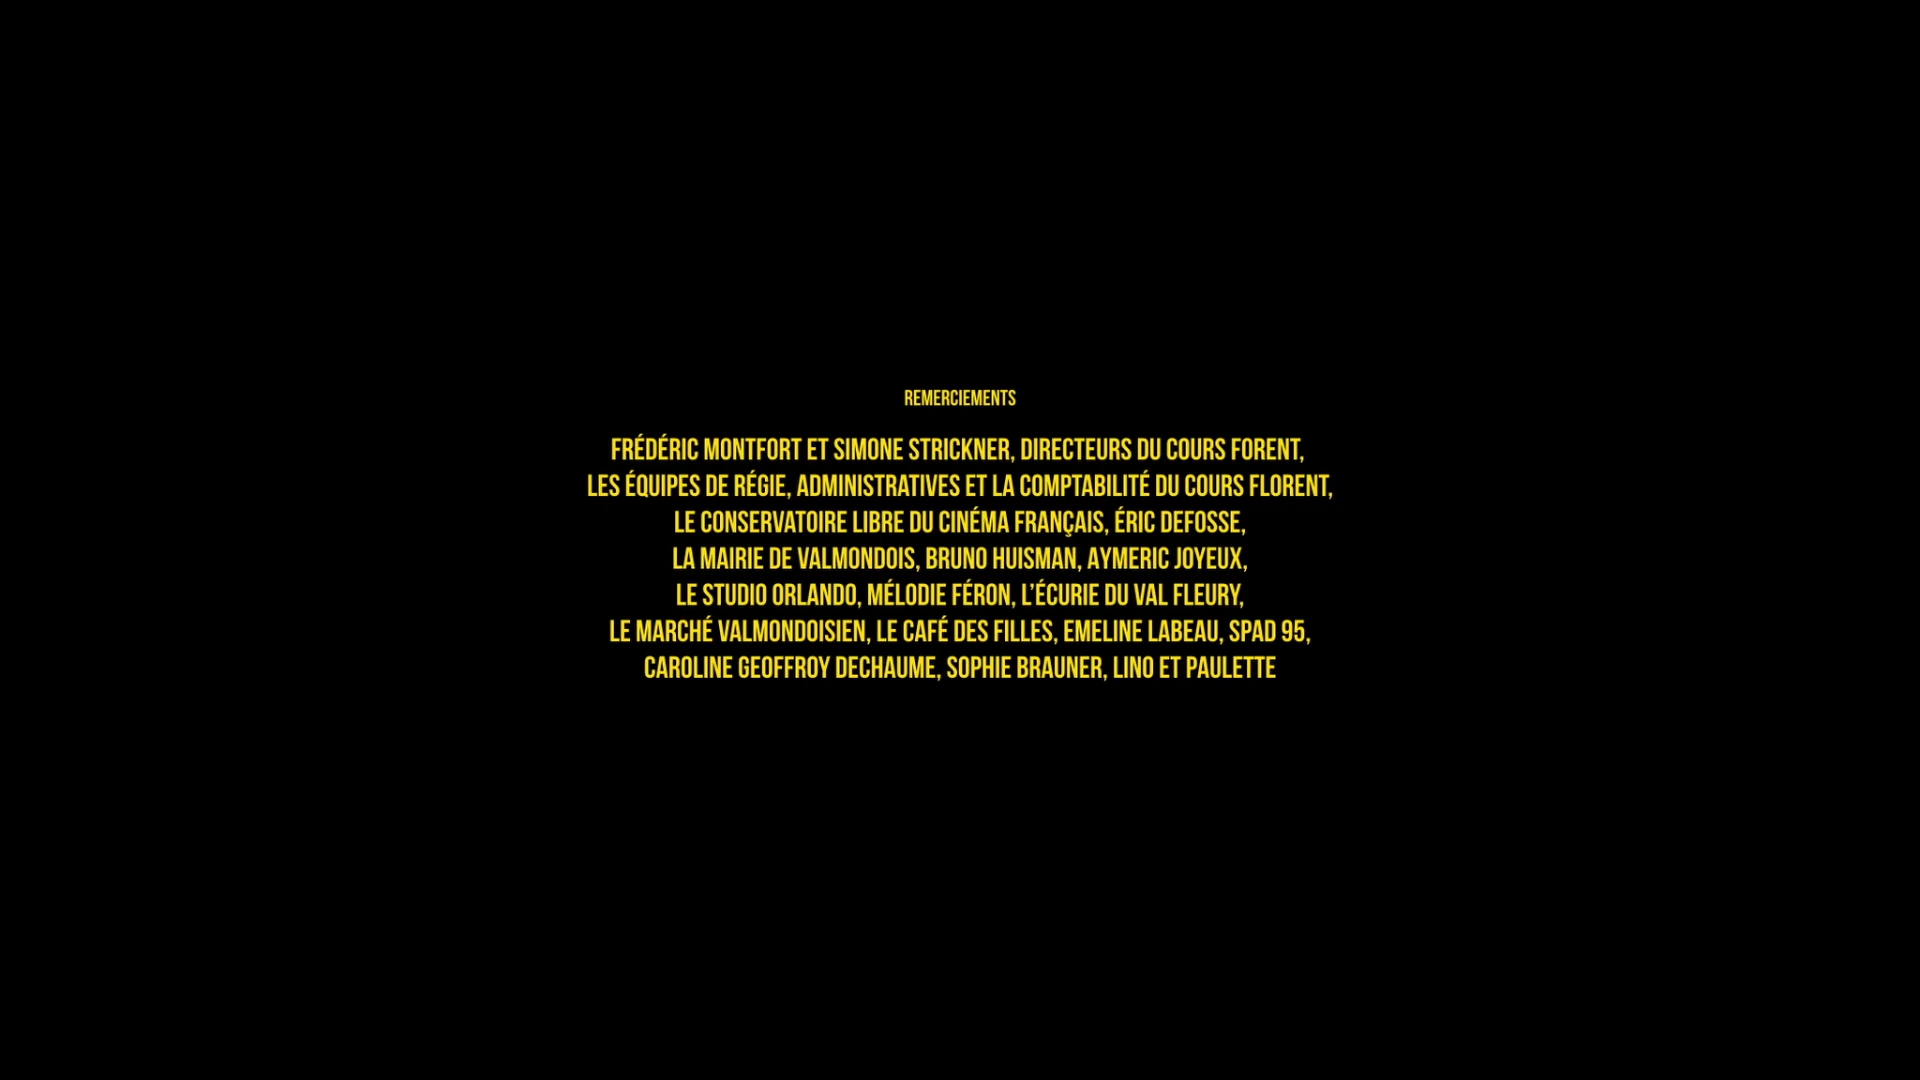 REMERCIEMENTS
FRÉDÉRIC MONTFORT ET SIMONE STRICKNER, DIRECTEURS DU COURS FORENT,
LES ÉQUIPES DE RÉGIE, ADMINISTRATIVES ET LA COMPTABILITÉ DU COURS FLORENT,
LE CONSERVATOIRE LIBRE DU CINÉMA FRANÇAIS, ÉRIC DEFOSSE,
LA MAIRIE DE VALMONDOIS, BRUNO HUISMAN, AYMERIC JOYEUX,
LE STUDIO ORLANDO, MÉLODIE FÉRON, L'ÉCURIE DU VAL FLEURY,
LE MARCHÉ VALMONDOISIEN, LE CAFÉ DES FILLES, EMELINE LABEAU, SPAD 95,
CAROLINE GEOFFROY DECHAUME, SOPHIE BRAUNER, LINO ET PAULETTE